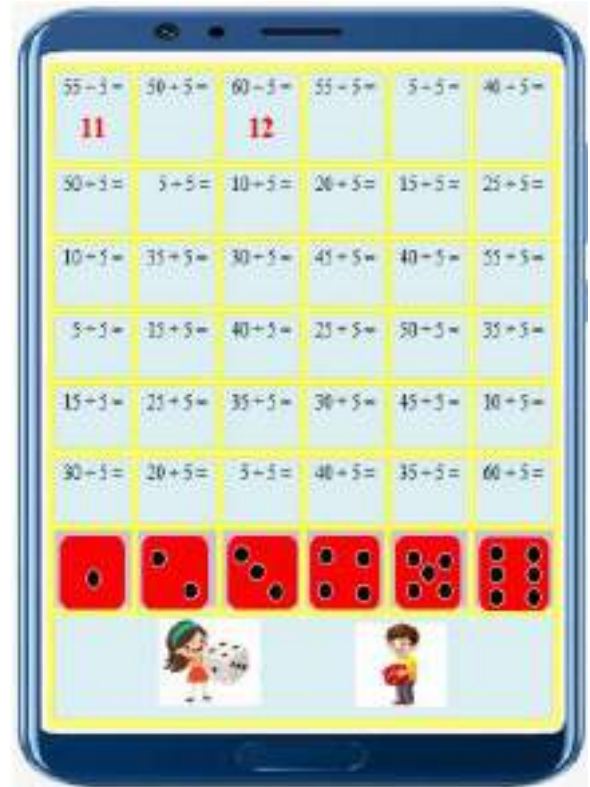 55 ÷ 5 = 50 ÷ 5 = 60 ÷ 5 = 55 ÷ 5 = 5 ÷ 5 = 40 ÷ 5 =
11 12
50 ÷ 5 = 5 ÷ 5 = 10 ÷ 5 = 20 ÷ 5 = 15 ÷ 5 = 25 ÷ 5 =
10 ÷ 5 = 35 ÷ 5 = 30 ÷ 5 = 45 ÷ 5 = 40 ÷ 5 = 55 ÷ 5 =
5 ÷ 5 = 15 ÷ 5 = 40 ÷ 5 = 25 ÷ 5 = 50 ÷ 5 = 35 ÷ 5 =
15 ÷ 5 = 25 ÷ 5 = 35 ÷ 5 = 30 ÷ 5 = 45 ÷ 5 = 10 ÷ 5 =
30 ÷ 5 = 20 ÷ 5 = 5 ÷ 5 = 40 ÷ 5 = 35 ÷ 5 = 60 ÷ 5 =